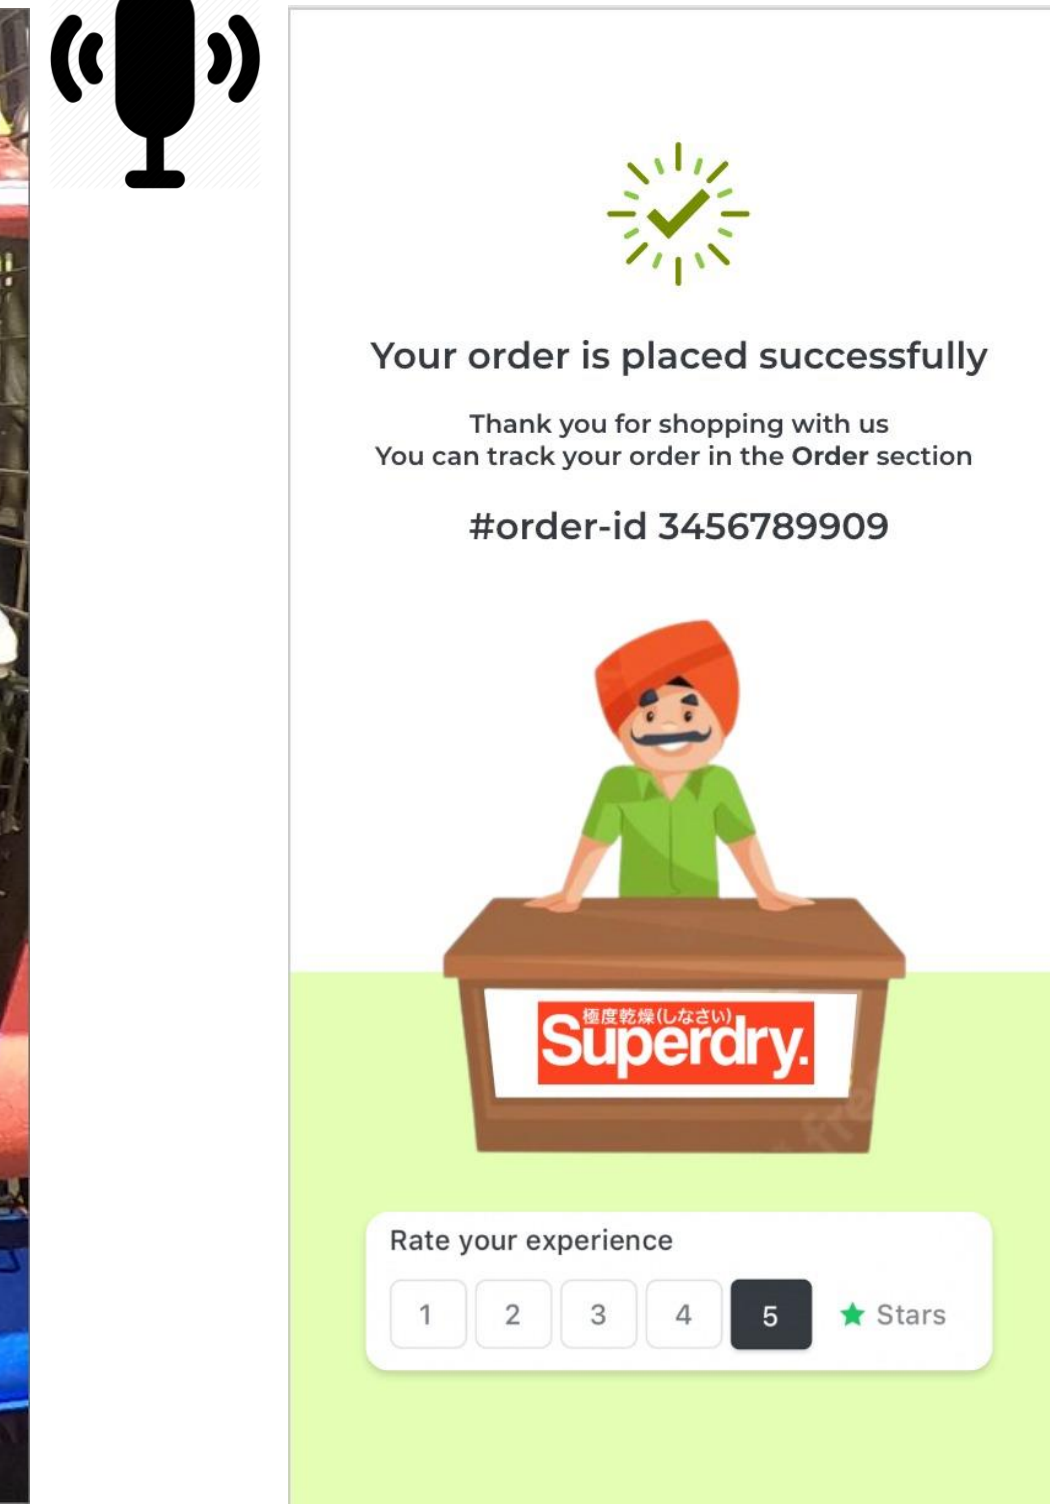 Your order is placed successfully
Thank you for shopping with us
You can track your order in the Order section
#order-id 3456789909
極度乾燥(しなさい)
Superdry.
Rate your experience
1 2 3 4 5 Stars